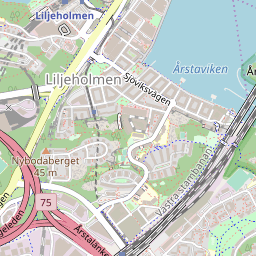 Liljeholmen
Sjöviksvägen
Årstaviken
Liljeholmen
Nybodaberget
45 m
Västra stambanan
75
Årstalänken